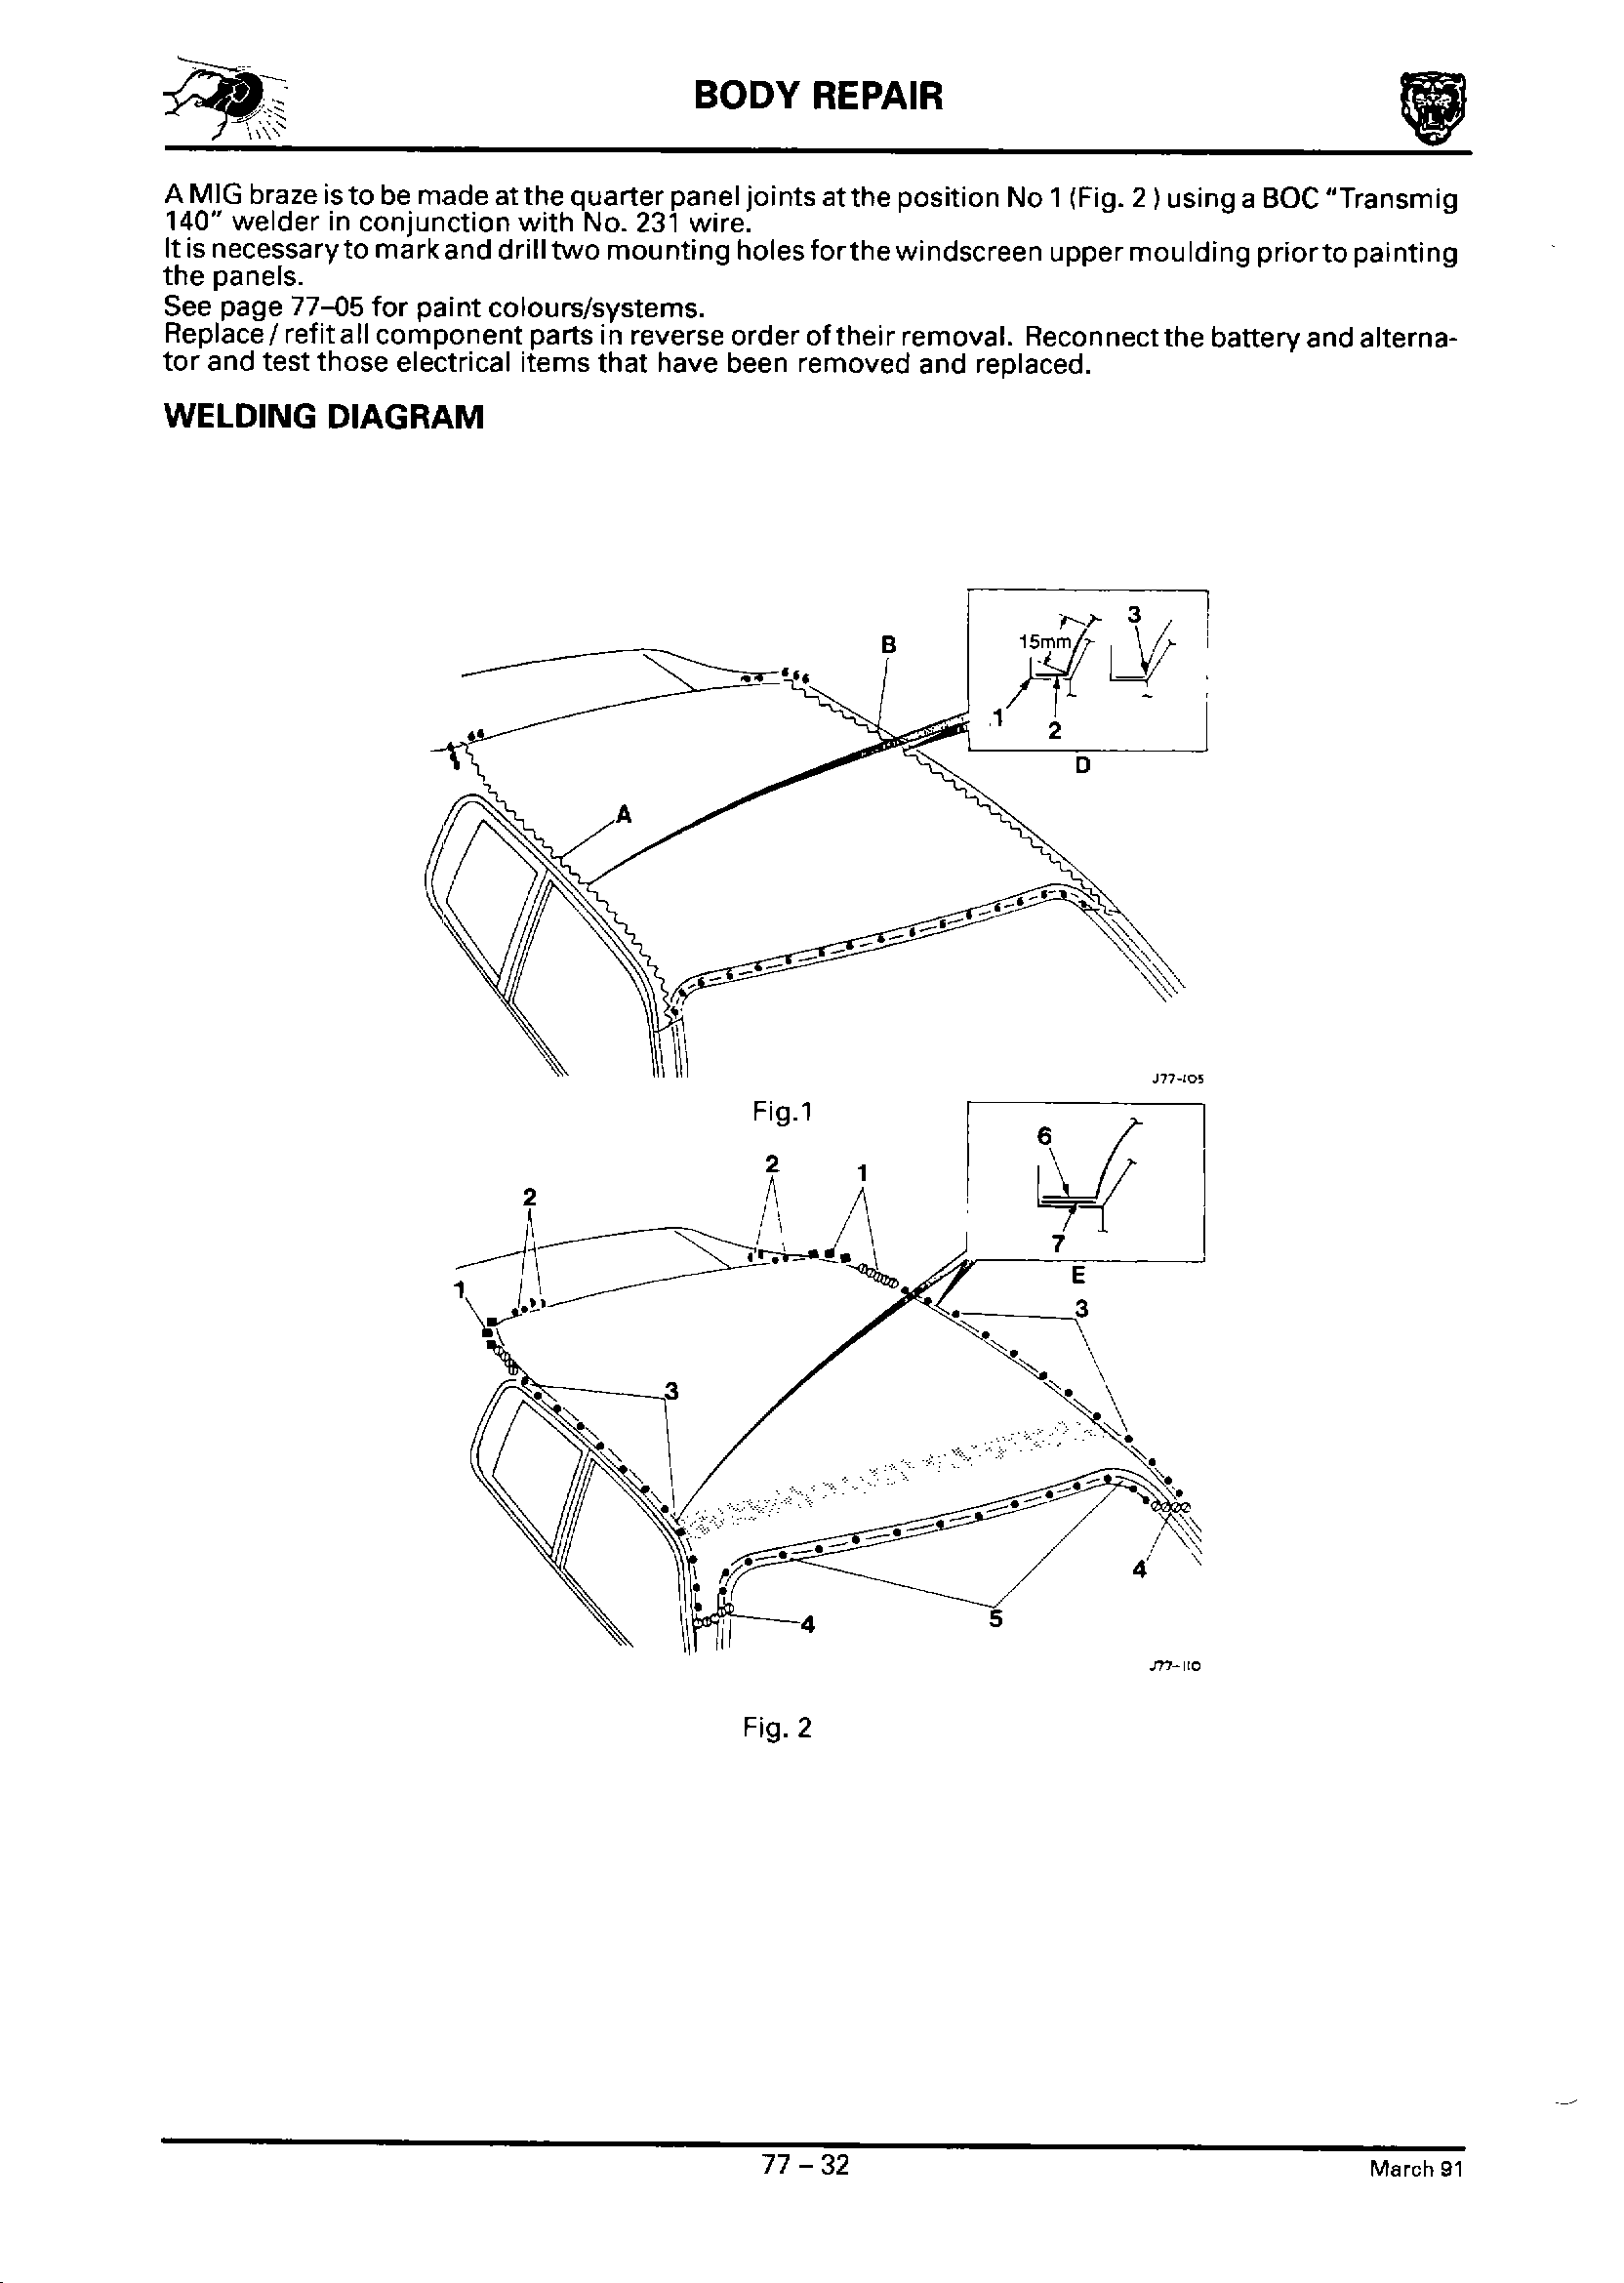 BODY REPAIR
A MIG braze is to be made at the quarter panel joints at the position No 1 (Fig. 2 ) using a BOC "Transmig
140" welder in conjunction with No. 231 wire.
It is necessary to mark and drill two mounting holes for the windscreen upper moulding prior to painting
the panels.
See page 77–05 for paint colours/systems.
Replace / refit all component parts in reverse order of their removal. Reconnect the battery and alterna-
tor and test those electrical items that have been removed and replaced.
WELDING DIAGRAM
B
3
15mm
1
2
D
A
J77-105
Fig.1
6
2
1
2
7
E
1
3
3
4
5
4
J77-110
Fig. 2
77 – 32
March 91